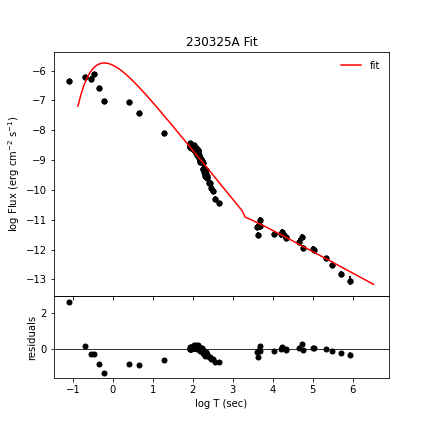 230325A Fit
fit
log Flux (erg cm⁻² s⁻¹)
−6
−7
−8
−9
−10
−11
−12
−13
residuals
2
0
−1 0 1 2 3 4 5 6
log T (sec)